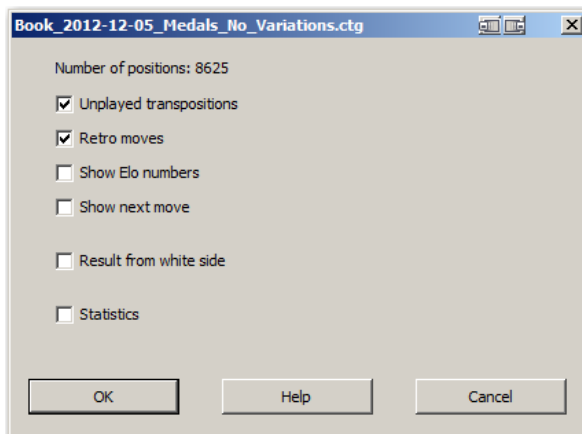 Book_2012-12-05_Medals_No_Variations.ctg
Number of positions: 8625
Unplayed transpositions
Retro moves
Show Elo numbers
Show next move
Result from white side
Statistics
OK Help Cancel